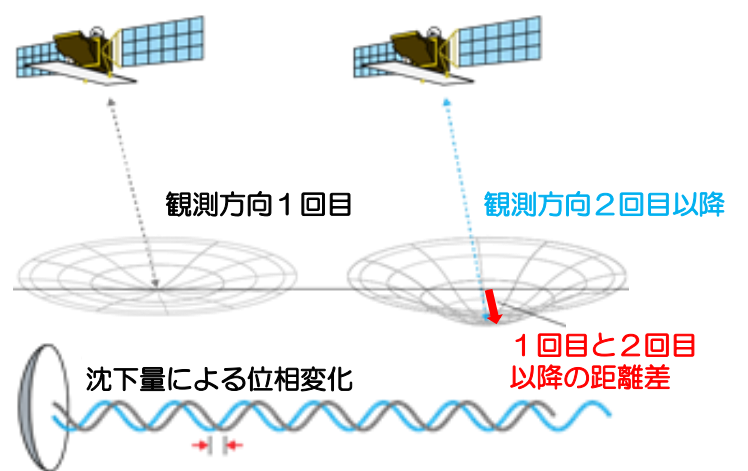 観測方向１回目
観測方向２回目以降
１回目と２回目
以降の距離差
沈下量による位相変化